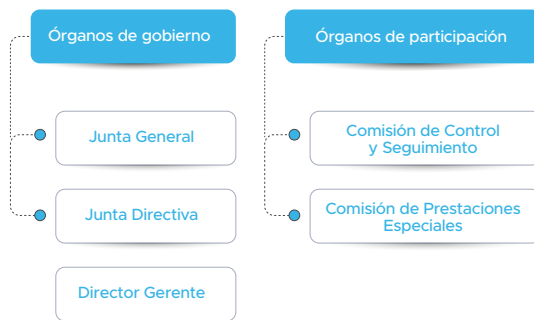 Órganos de gobierno
Junta General
Junta Directiva
Director Gerente
Órganos de participación
Comisión de Control
y Seguimiento
Comisión de Prestaciones
Especiales